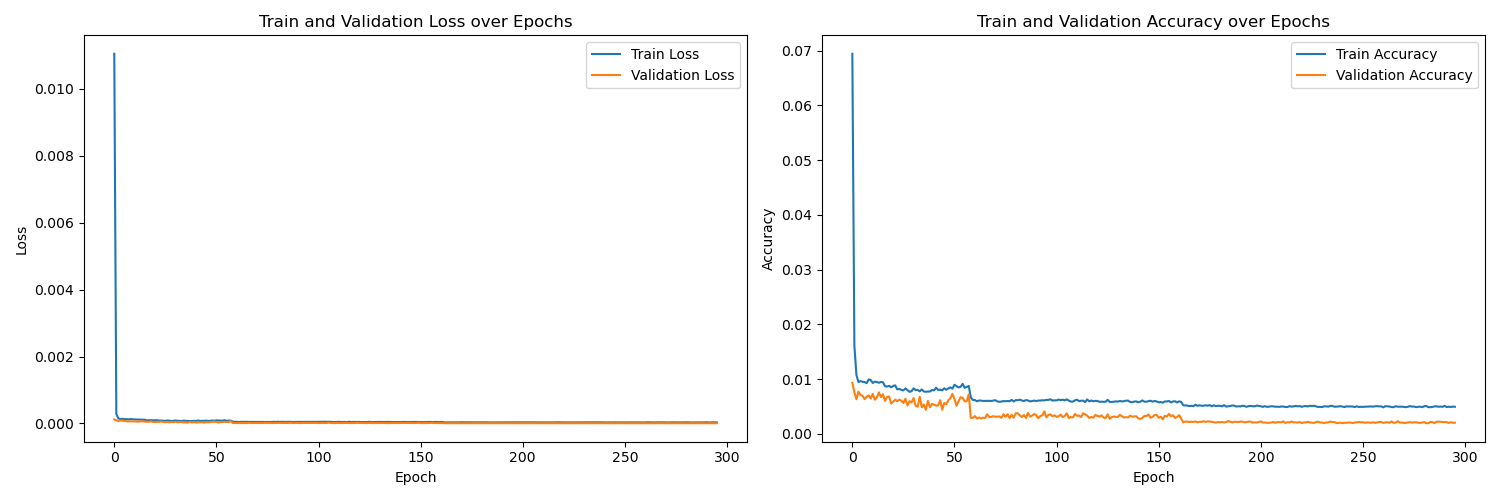 Train and Validation Loss over Epochs
Train Loss
Validation Loss
0.010
0.008
0.006
0.004
0.002
0.000
Loss
0
50
100
150
200
250
300
Epoch
Train and Validation Accuracy over Epochs
Train Accuracy
Validation Accuracy
0.07
0.06
0.05
0.04
0.03
0.02
0.01
0.00
Accuracy
0
50
100
150
200
250
300
Epoch